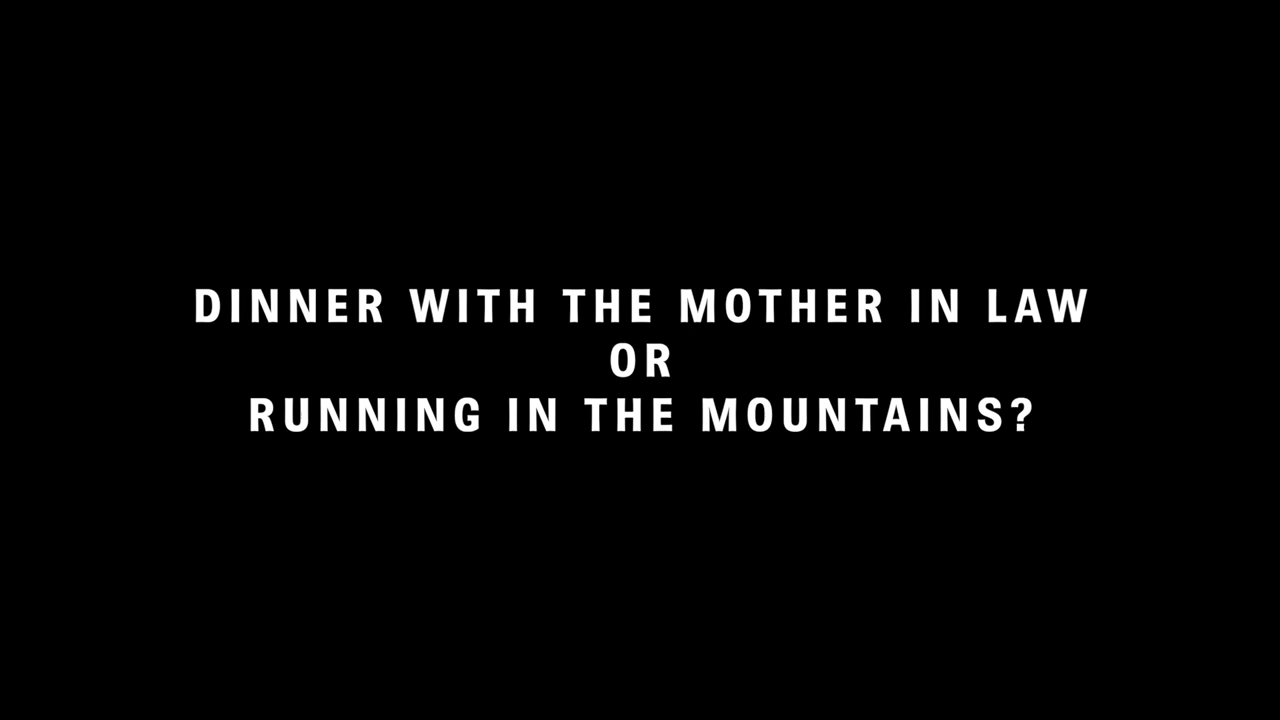 DINNER WITH THE MOTHER IN LAW
OR
RUNNING IN THE MOUNTAINS?